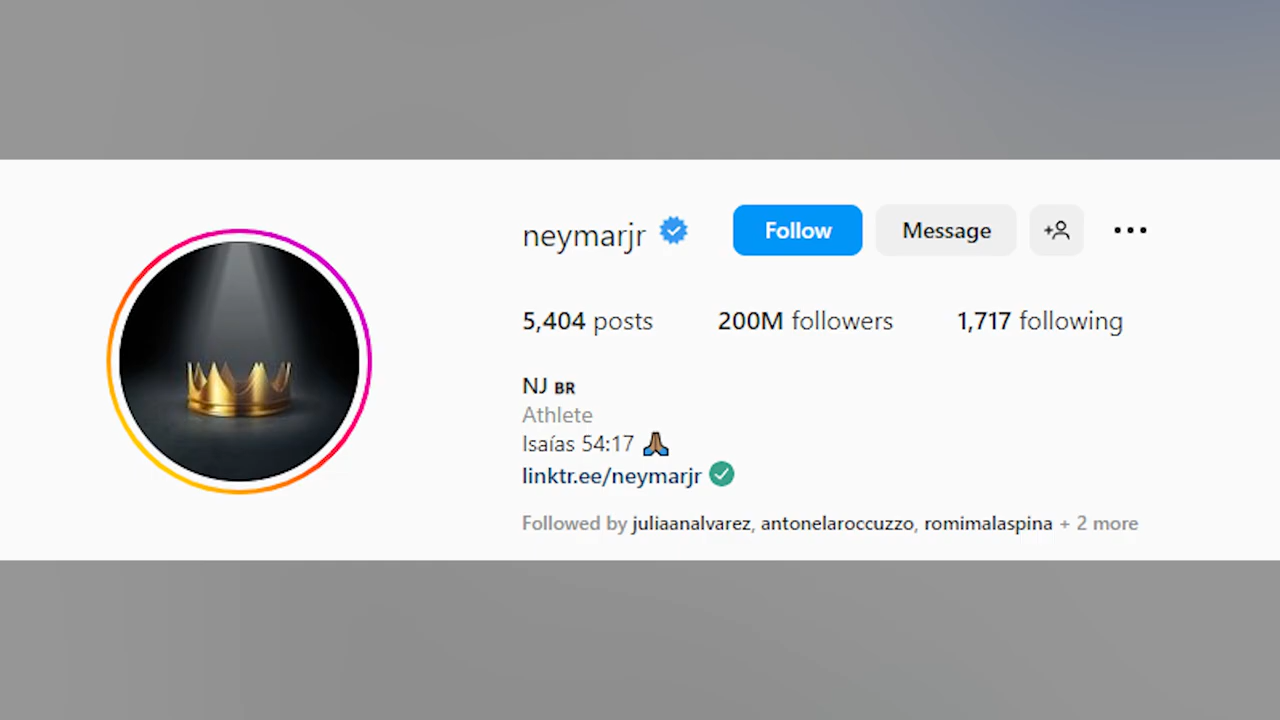 neymarjr Follow Message
5,404 posts 200M followers 1,717 following
NJ BR
Athlete
Isaías 54:17 🙏🏾
linktr.ee/neymarjr
Followed by juliaanalvarez, antonelaroccuzzo, romimalaspina + 2 more